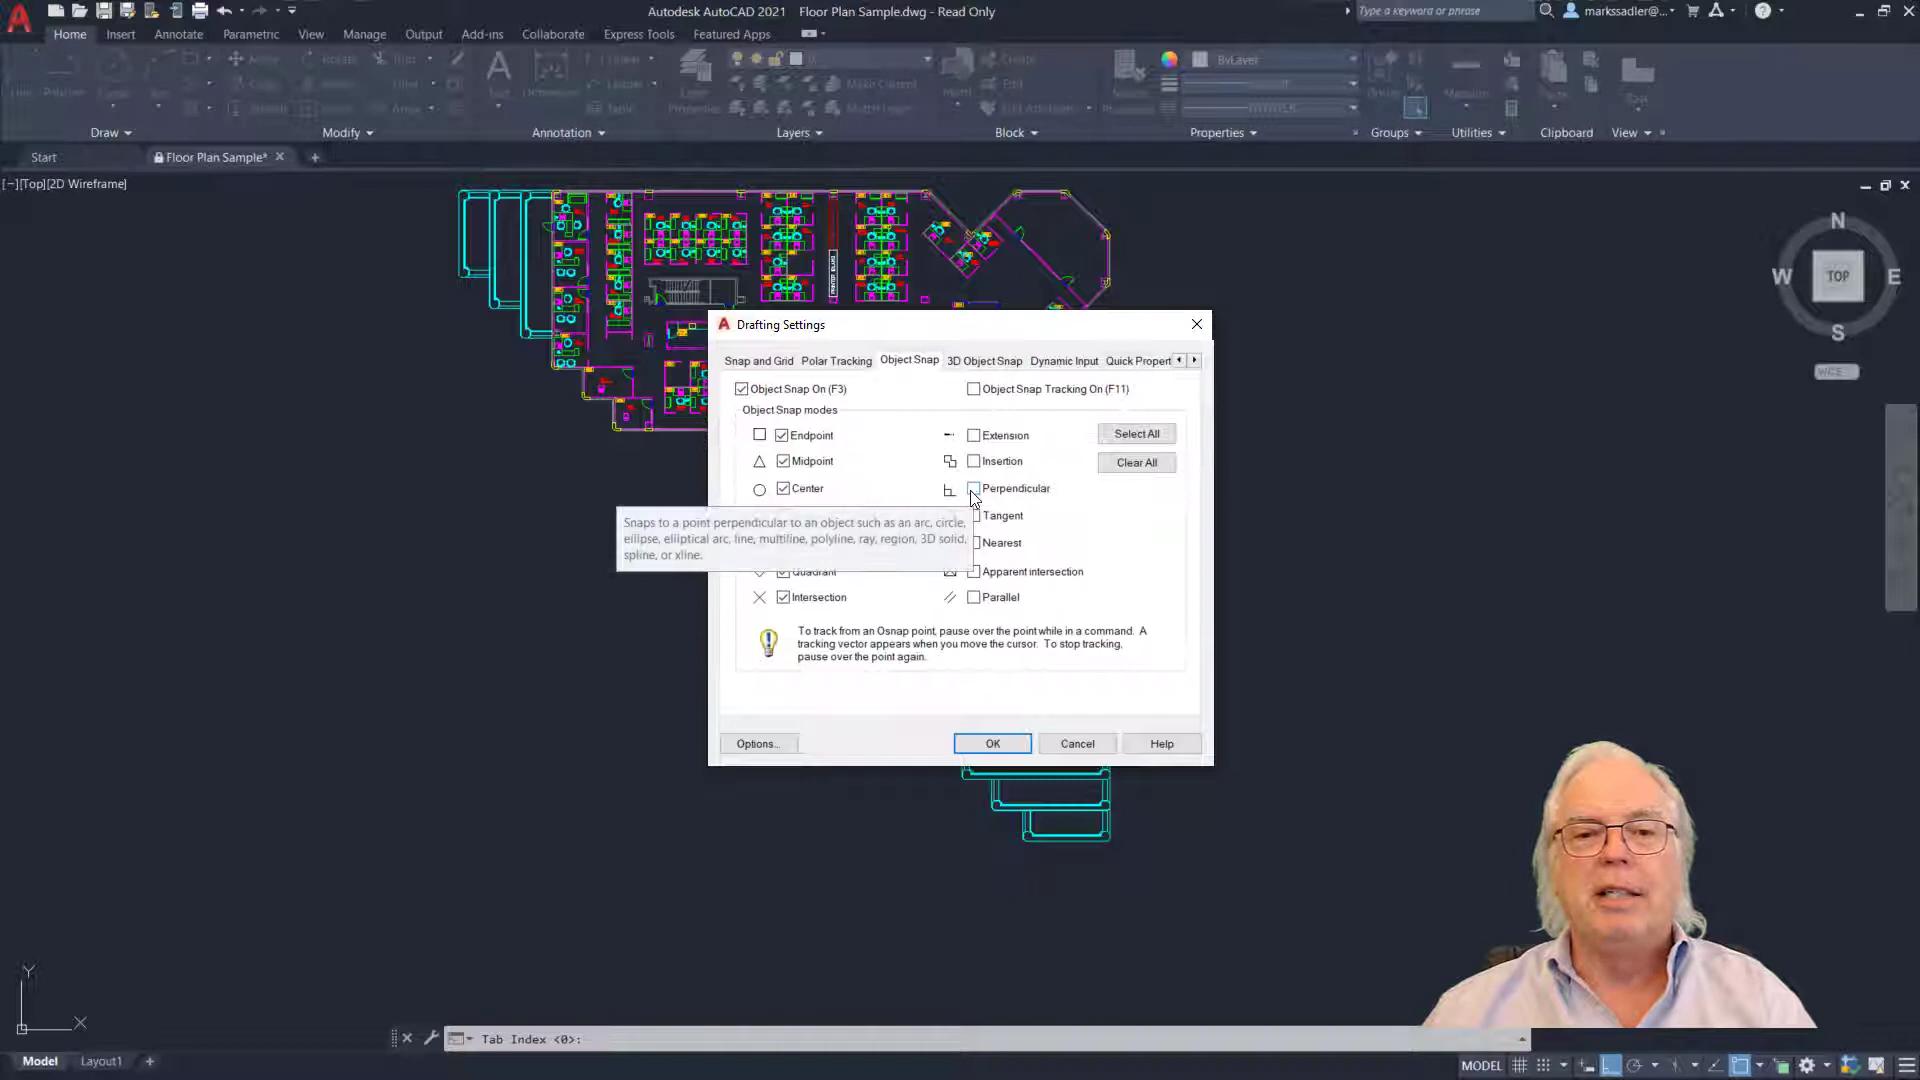 Autodesk AutoCAD 2021 Floor Plan Sample.dwg - Read Only
Type a keyword or phrase
markssadler@...
Home Insert Annotate Parametric View Manage Output Add-ins Collaborate Express Tools Featured Apps
ByLayer
Make Current
Draw Modify Annotation Layers Block Properties Groups Utilities Clipboard View
Start Floor Plan Sample*
[−][Top][2D Wireframe]
N
W TOP E
S
WCS
Drafting Settings
Snap and Grid Polar Tracking Object Snap 3D Object Snap Dynamic Input Quick Propert
Object Snap On (F3) Object Snap Tracking On (F11)
Object Snap modes
Endpoint Extension Select All
Midpoint Insertion Clear All
Center Perpendicular
Tangent
Snaps to a point perpendicular to an object such as an arc, circle,
ellipse, elliptical arc, line, multiline, polyline, ray, region, 3D solid,
spline, or xline.
Nearest
Quadrant Apparent intersection
Intersection Parallel
To track from an Osnap point, pause over the point while in a command. A
tracking vector appears when you move the cursor. To stop tracking,
pause over the point again.
Options... OK Cancel Help
Y
X
Tab Index <0>:
Model Layout1
MODEL